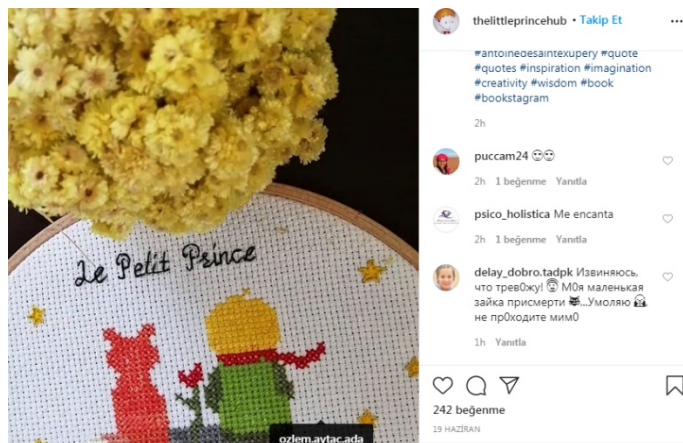 Le Petit Prince
ozlem.aytac.ada
thelittleprincehub • Takip Et
#antoinedesaintexupery #quote
#quotes #inspiration #imagination
#creativity #wisdom #book
#bookstagram
2h
puccam24 🙄🙄
2h 1 beğenme Yanıtla
psico_holistica Me encanta
2h 1 beğenme Yanıtla
delay_dobro.tadpk Извиняюсь,
что трев0жу! 😇 М0я маленькая
зайка присмерти 😿...Умоляю 🙏
не пр0ходите мим0
1h Yanıtla
242 beğenme
19 HAZİRAN